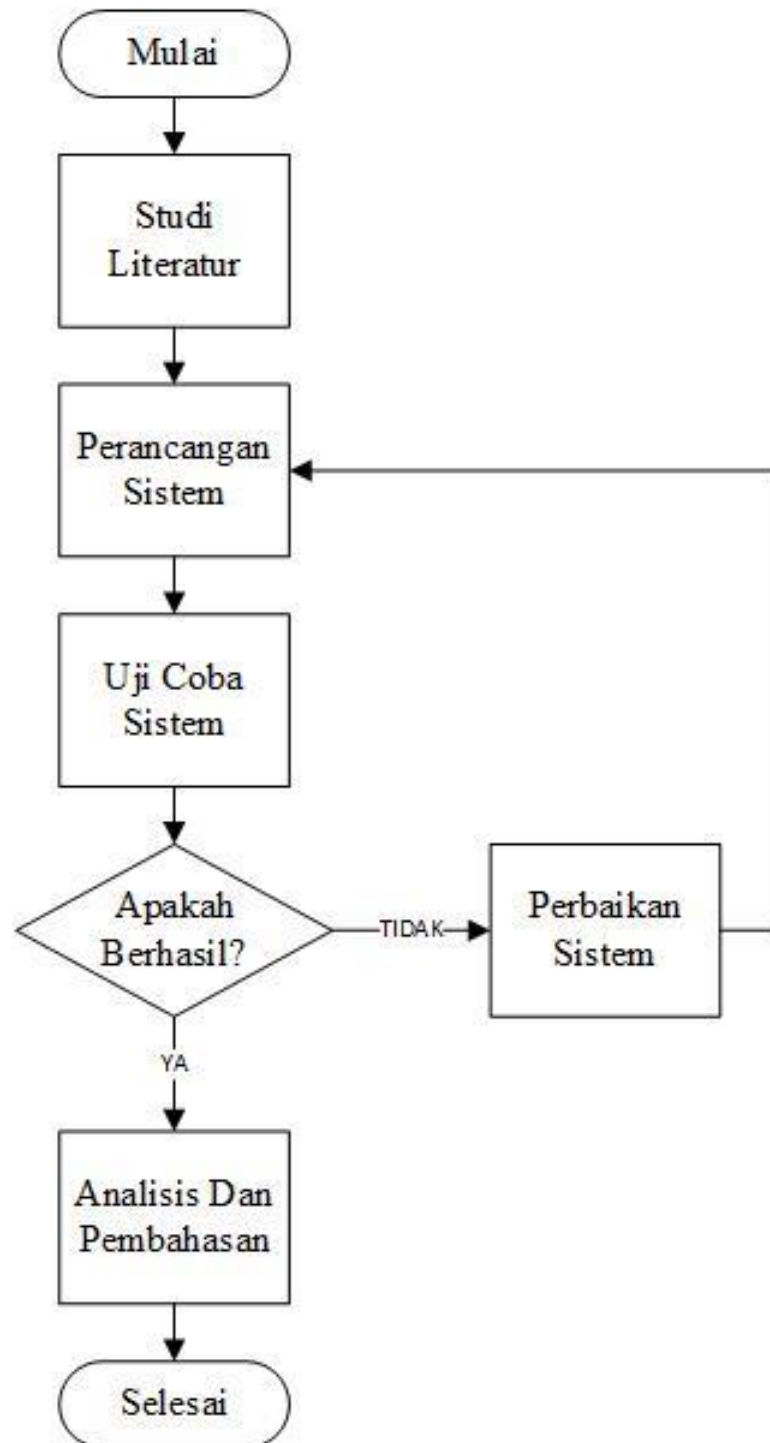 Mulai
Studi
Literatur
Perancangan
Sistem
Uji Coba
Sistem
Apakah
Berhasil?
TIDAK
Perbaikan
Sistem
YA
Analisis Dan
Pembahasan
Selesai